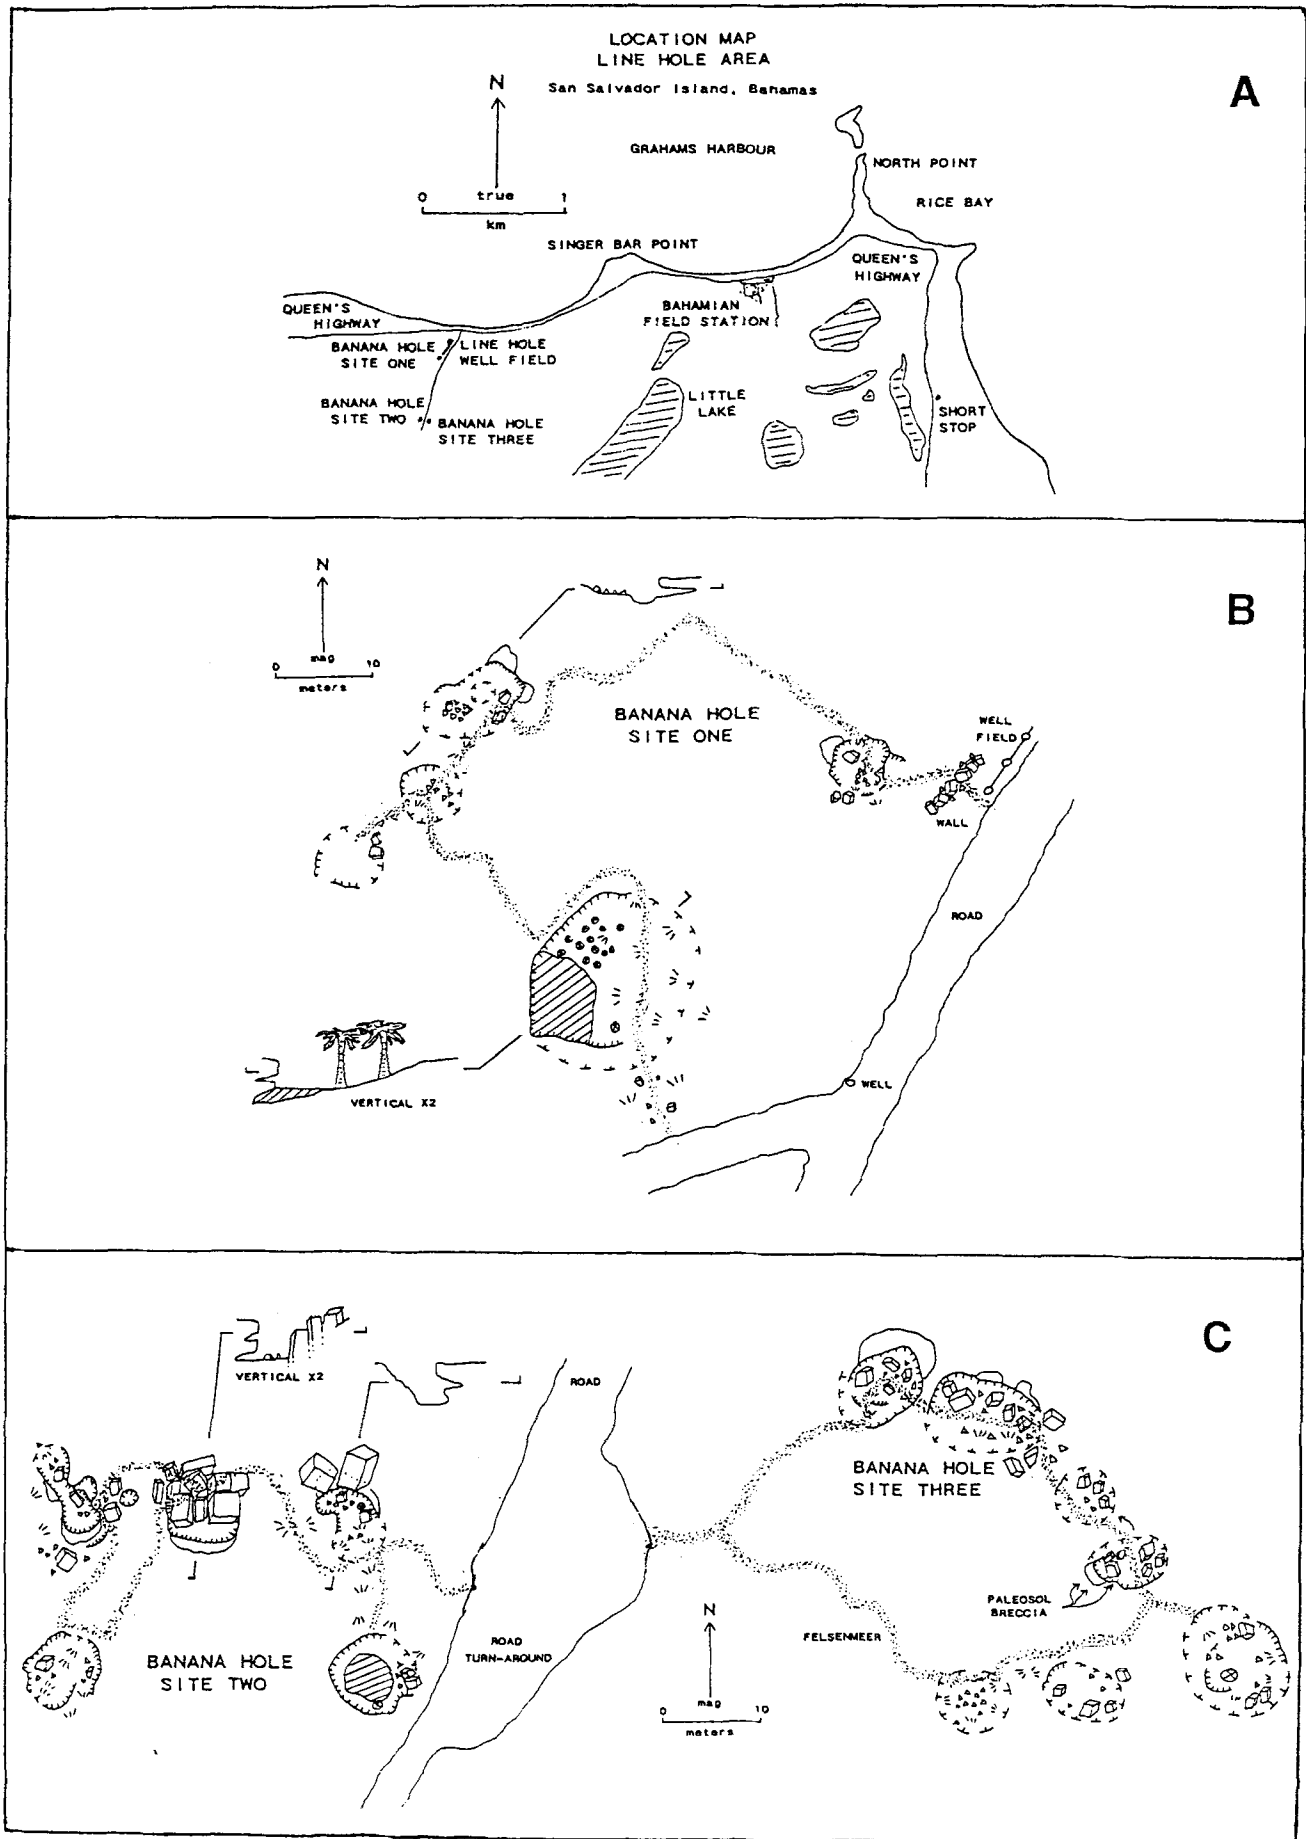 LOCATION MAP
LINE HOLE AREA
San Salvador Island, Bahamas
A
N
0 true 1
km
GRAHAMS HARBOUR
NORTH POINT
RICE BAY
SINGER BAR POINT
QUEEN'S
HIGHWAY
QUEEN'S
HIGHWAY
BAHAMIAN
FIELD STATION
BANANA HOLE
SITE ONE
LINE HOLE
WELL FIELD
BANANA HOLE
SITE TWO
BANANA HOLE
SITE THREE
LITTLE
LAKE
SHORT
STOP
B
N
0 mag 10
meters
BANANA HOLE
SITE ONE
WELL
FIELD
WALL
ROAD
WELL
VERTICAL X2
C
VERTICAL X2
ROAD
BANANA HOLE
SITE THREE
PALEOSOL
BRECCIA
FELSENMEER
N
0 mag 10
meters
ROAD
TURN-AROUND
BANANA HOLE
SITE TWO